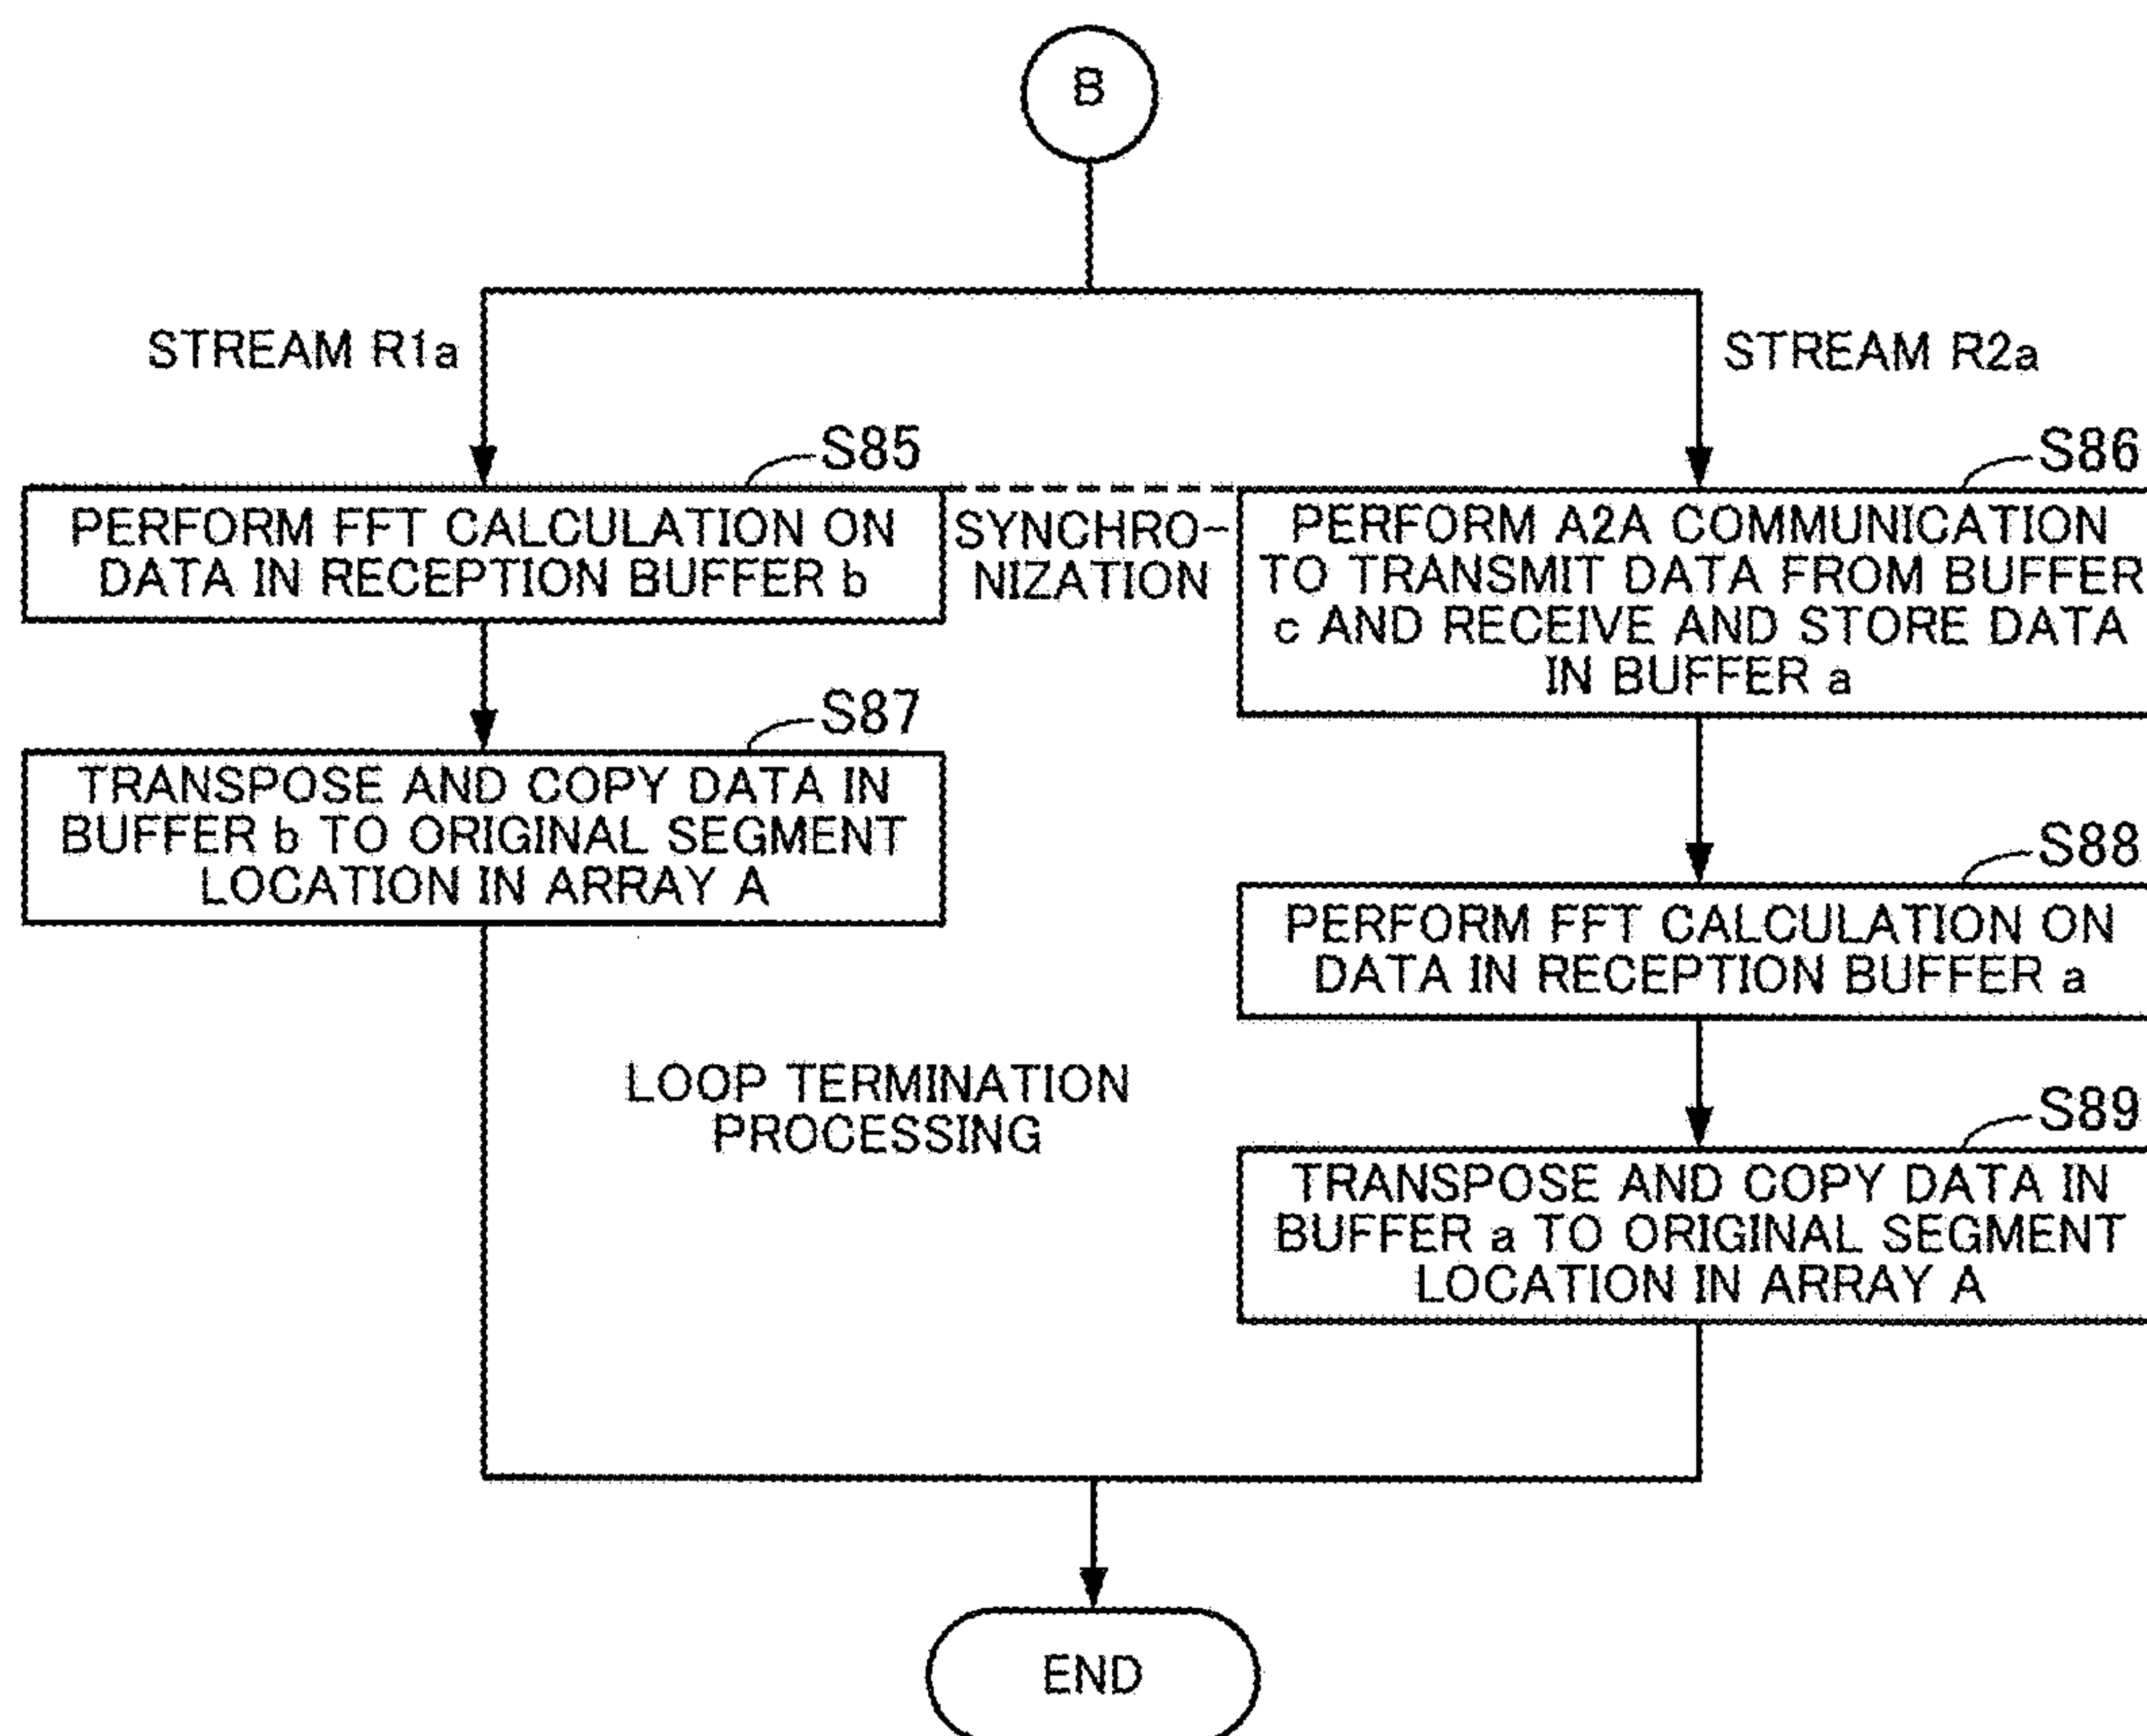 B
STREAM R1a
STREAM R2a
S85
PERFORM FFT CALCULATION ON
DATA IN RECEPTION BUFFER b
SYNCHRO-
NIZATION
S86
PERFORM A2A COMMUNICATION
TO TRANSMIT DATA FROM BUFFER
c AND RECEIVE AND STORE DATA
IN BUFFER a
S87
TRANSPOSE AND COPY DATA IN
BUFFER b TO ORIGINAL SEGMENT
LOCATION IN ARRAY A
S88
PERFORM FFT CALCULATION ON
DATA IN RECEPTION BUFFER a
LOOP TERMINATION
PROCESSING
S89
TRANSPOSE AND COPY DATA IN
BUFFER a TO ORIGINAL SEGMENT
LOCATION IN ARRAY A
END